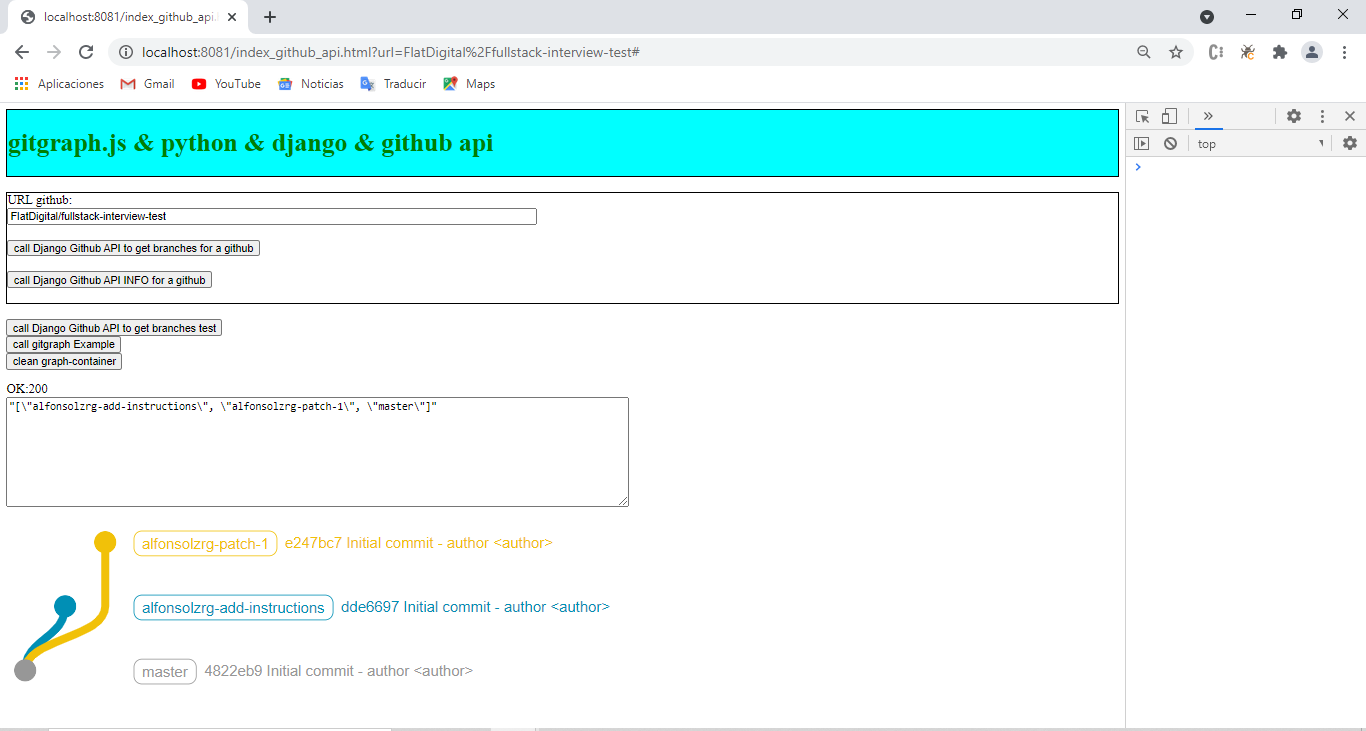 localhost:8081/index_github_api.
localhost:8081/index_github_api.html?url=FlatDigital%2Ffullstack-interview-test#
Aplicaciones Gmail YouTube Noticias Traducir Maps
gitgraph.js & python & django & github api
top
URL github:
FlatDigital/fullstack-interview-test
call Django Github API to get branches for a github
call Django Github API INFO for a github
call Django Github API to get branches test
call gitgraph Example
clean graph-container
OK:200
"[\"alfonsolzrg-add-instructions\", \"alfonsolzrg-patch-1\", \"master\"]"
alfonsolzrg-patch-1 e247bc7 Initial commit - author <author>
alfonsolzrg-add-instructions dde6697 Initial commit - author <author>
master 4822eb9 Initial commit - author <author>